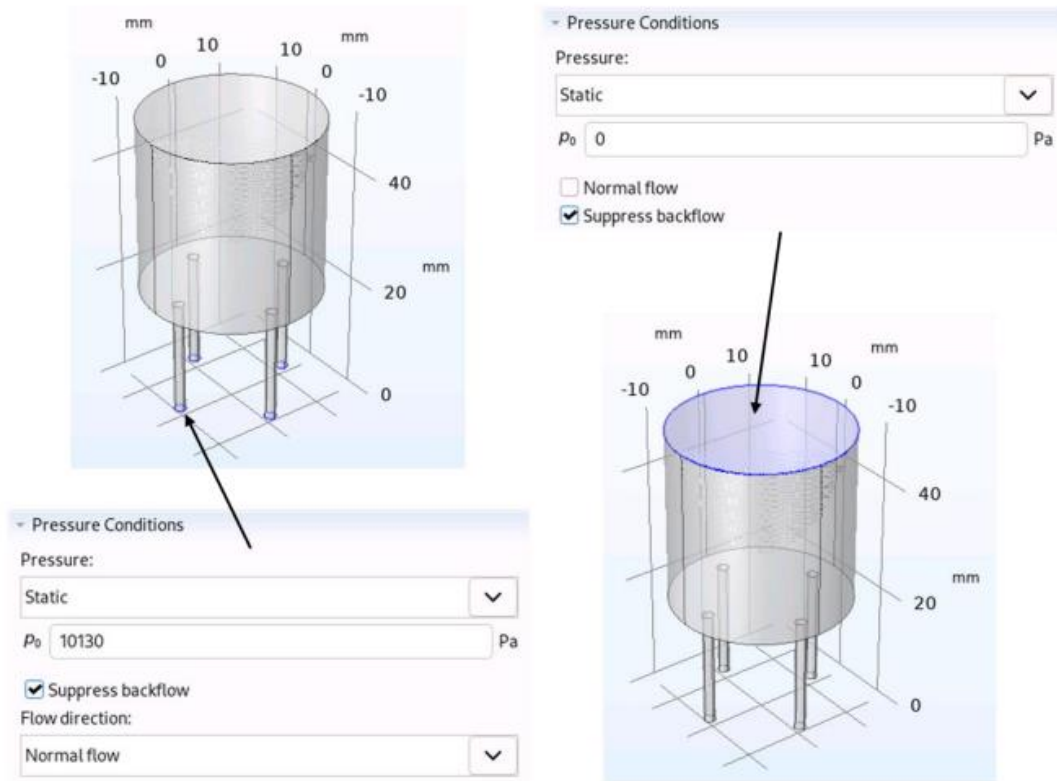 mm
10
10
mm
0
0
-10
-10
40
mm
20
0
Pressure Conditions
Pressure:
Static
p₀ 0 Pa
Normal flow
Suppress backflow
mm
10
10
mm
0
0
-10
-10
40
mm
20
0
Pressure Conditions
Pressure:
Static
p₀ 10130 Pa
Suppress backflow
Flow direction:
Normal flow